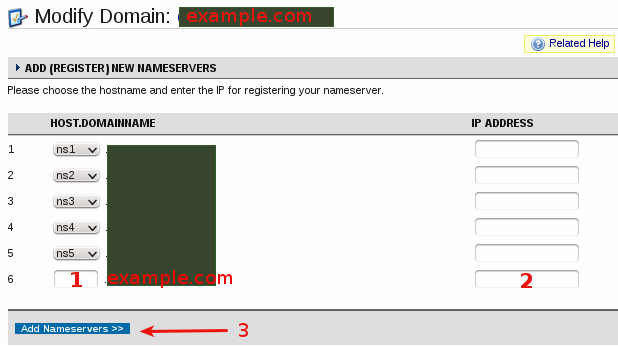 Modify Domain: example.com
Related Help
ADD (REGISTER) NEW NAMESERVERS
Please choose the hostname and enter the IP for registering your nameserver.
HOST.DOMAINNAME IP ADDRESS
1 ns1 .
2 ns2 .
3 ns3 .
4 ns4 .
5 ns5 .
6 1 .example.com 2
Add Nameservers >> 3